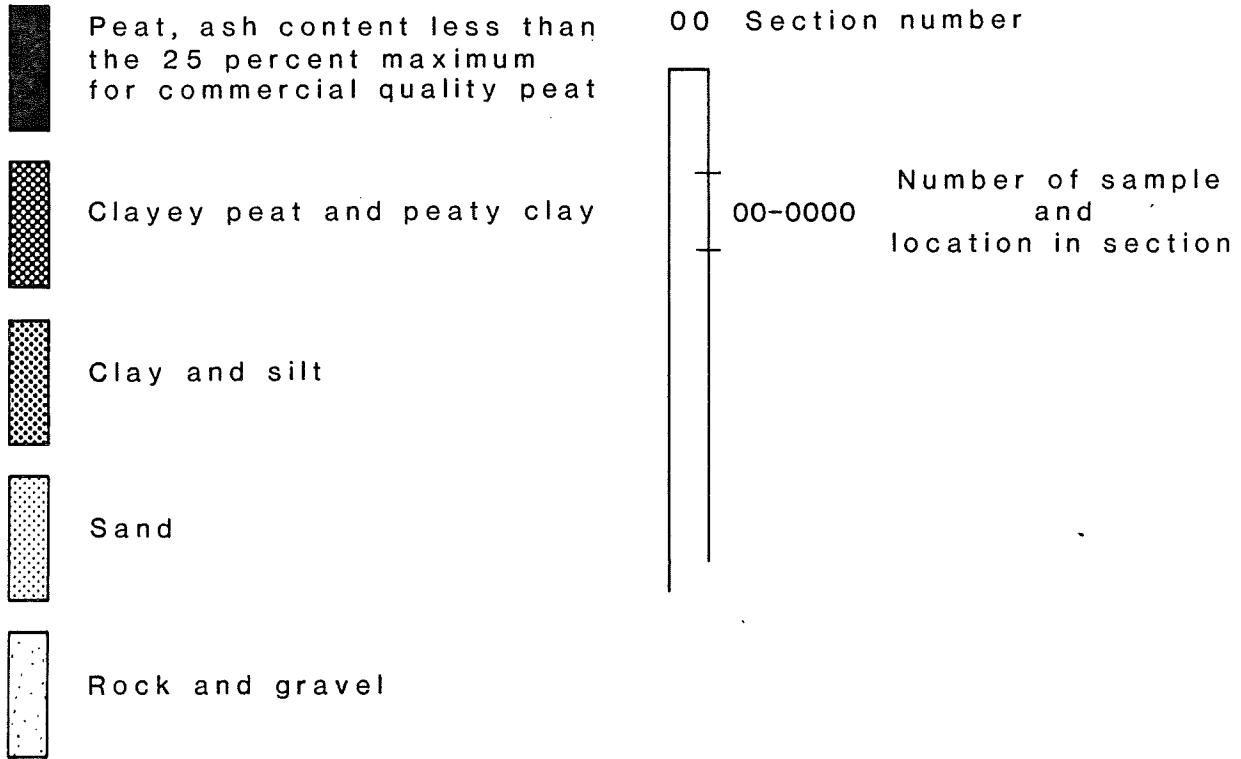 Peat, ash content less than
the 25 percent maximum
for commercial quality peat
Clayey peat and peaty clay
Clay and silt
Sand
Rock and gravel
00 Section number
00-0000
Number of sample
and
location in section